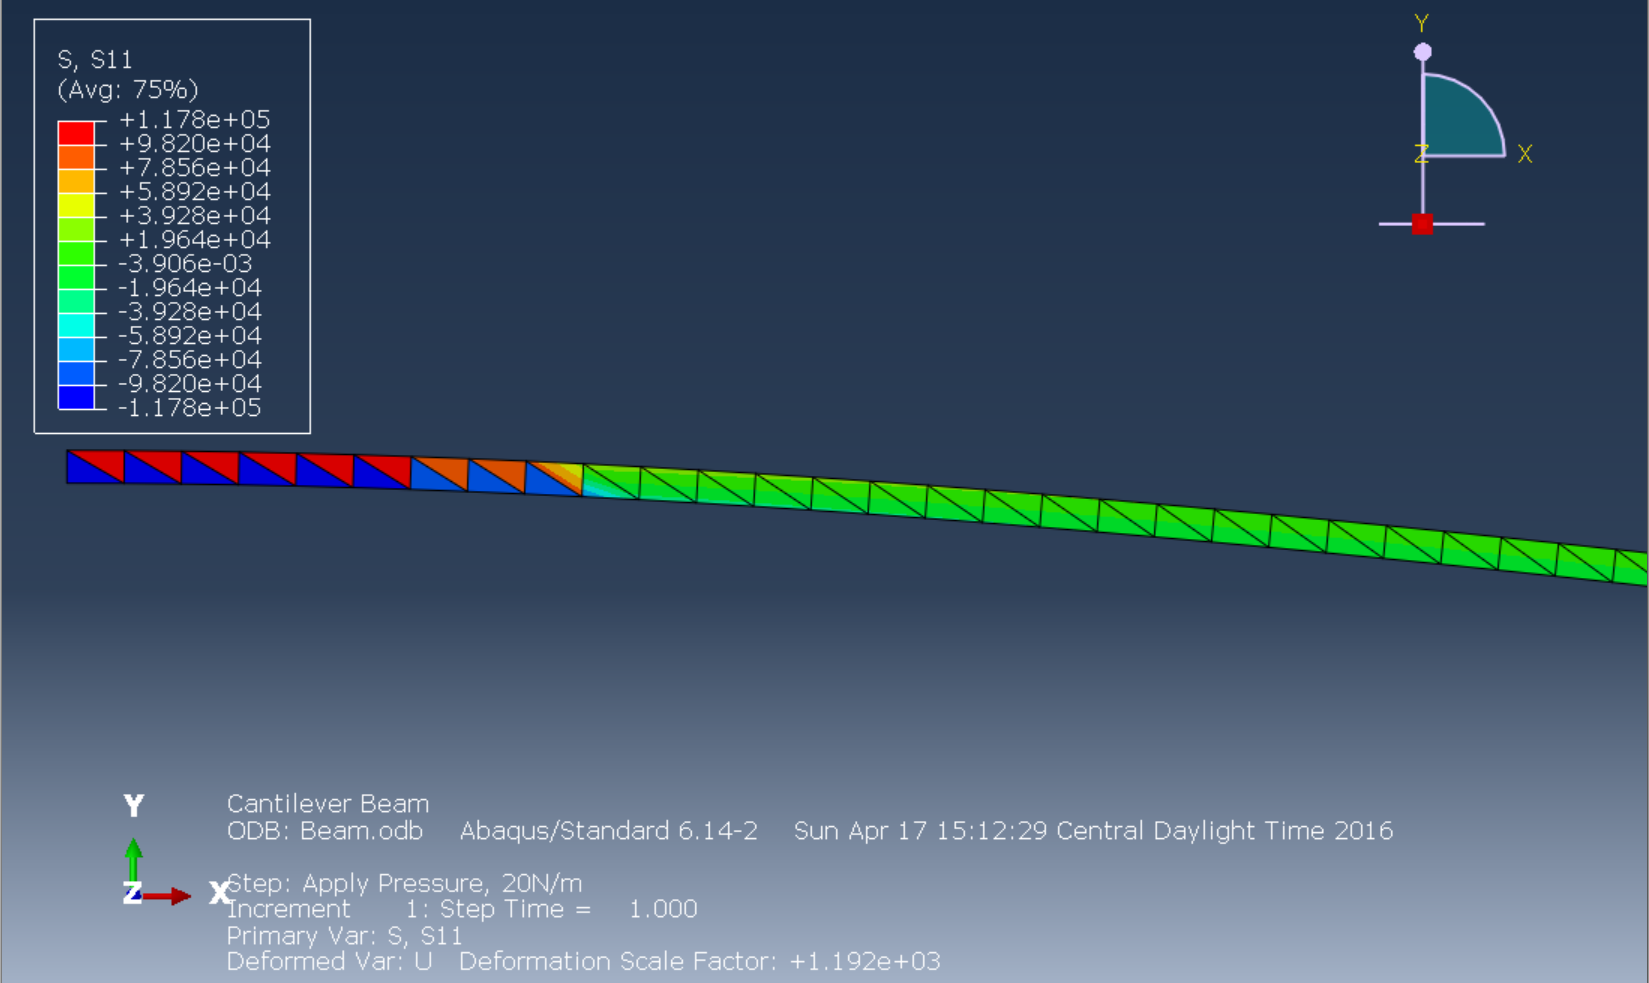 S, S11
(Avg: 75%)
+1.178e+05
+9.820e+04
+7.856e+04
+5.892e+04
+3.928e+04
+1.964e+04
-3.906e-03
-1.964e+04
-3.928e+04
-5.892e+04
-7.856e+04
-9.820e+04
-1.178e+05
Y
Z X
Y
Z X
Cantilever Beam
ODB: Beam.odb Abaqus/Standard 6.14-2 Sun Apr 17 15:12:29 Central Daylight Time 2016
Step: Apply Pressure, 20N/m
Increment 1: Step Time = 1.000
Primary Var: S, S11
Deformed Var: U Deformation Scale Factor: +1.192e+03